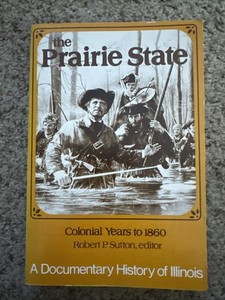 the
Prairie State
Colonial Years to 1860
Robert P. Sutton, editor
A Documentary History of Illinois